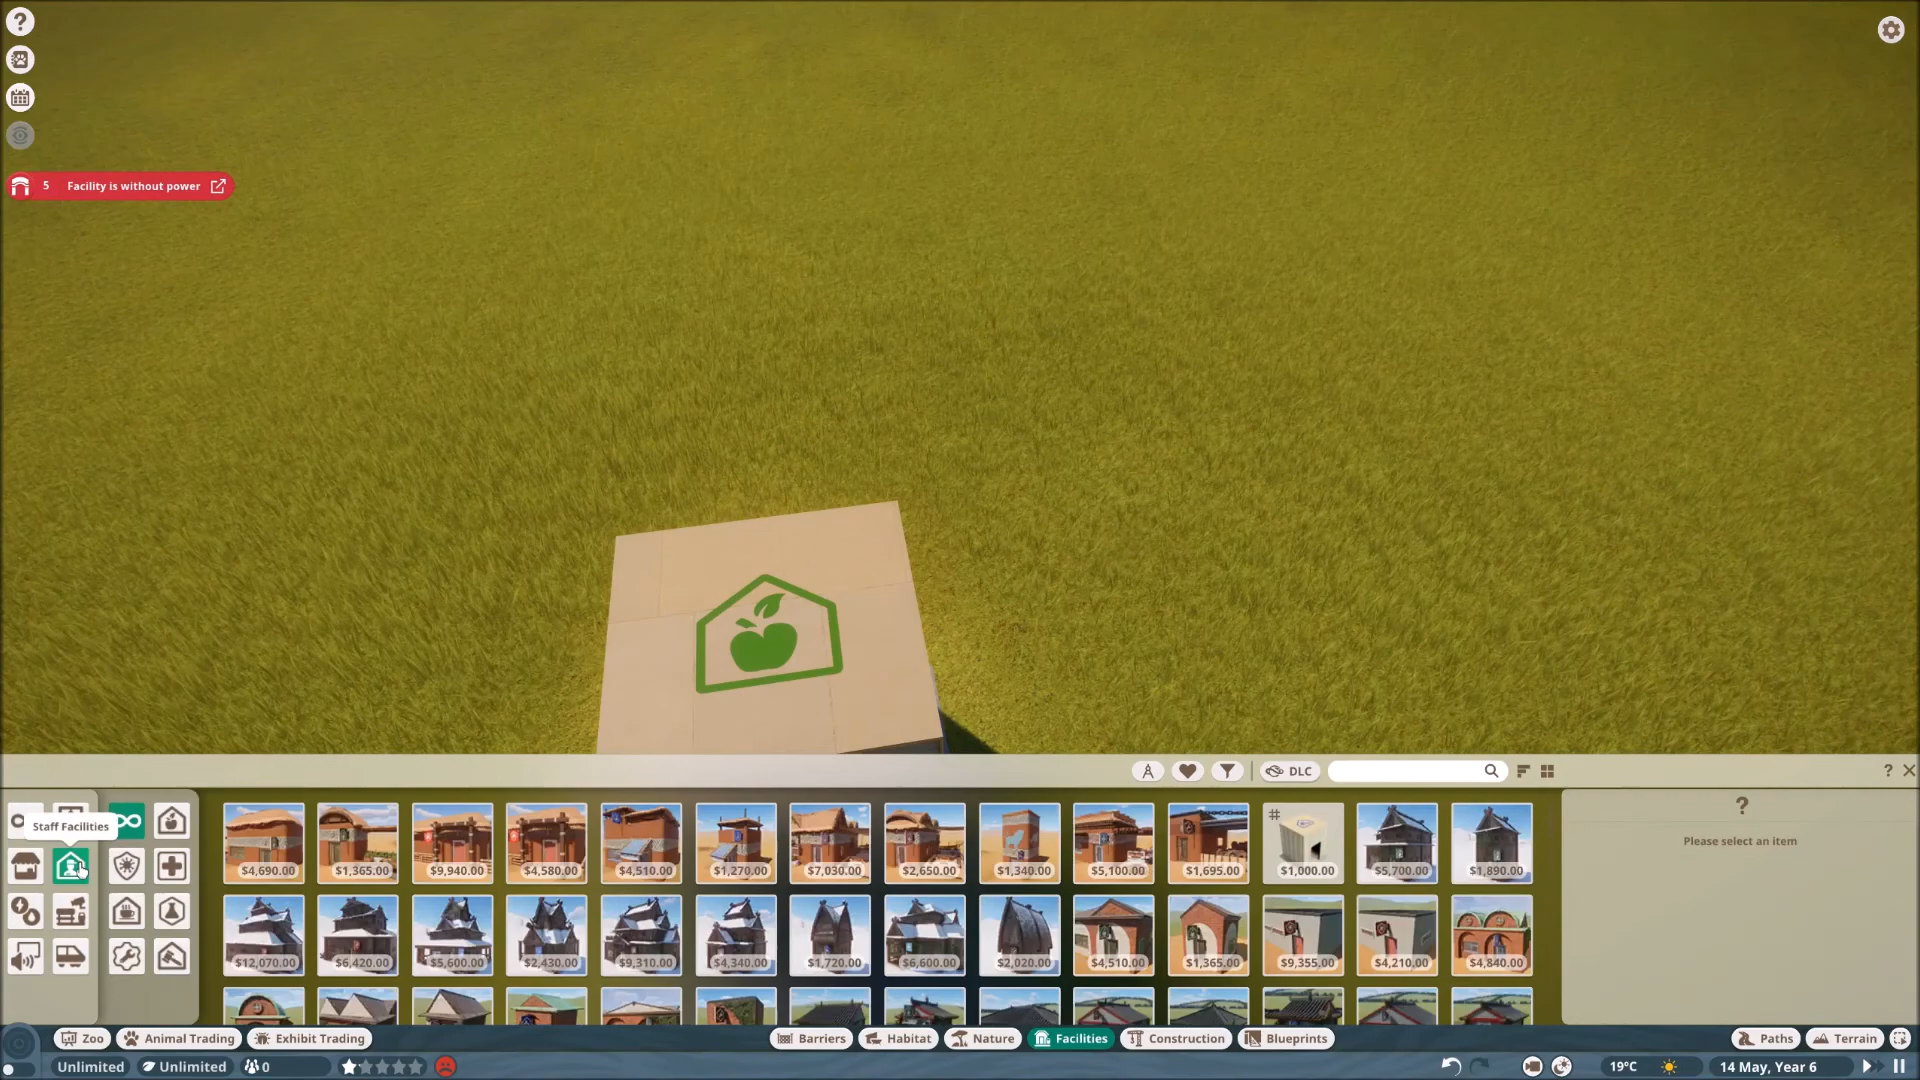 5 Facility is without power
DLC
?
Staff Facilities
$4,690.00 $1,365.00 $9,940.00 $4,580.00 $4,510.00 $1,270.00 $7,030.00 $2,650.00 $1,340.00 $5,100.00 $1,695.00 # $1,000.00 $5,700.00 $1,890.00
?
Please select an item
$12,070.00 $6,420.00 $5,600.00 $2,430.00 $9,310.00 $4,340.00 $1,720.00 $6,600.00 $2,020.00 $4,510.00 $1,365.00 $9,355.00 $4,210.00 $4,840.00
Zoo Animal Trading Exhibit Trading Barriers Habitat Nature Facilities Construction Blueprints Paths Terrain
Unlimited Unlimited 0 19°C 14 May, Year 6